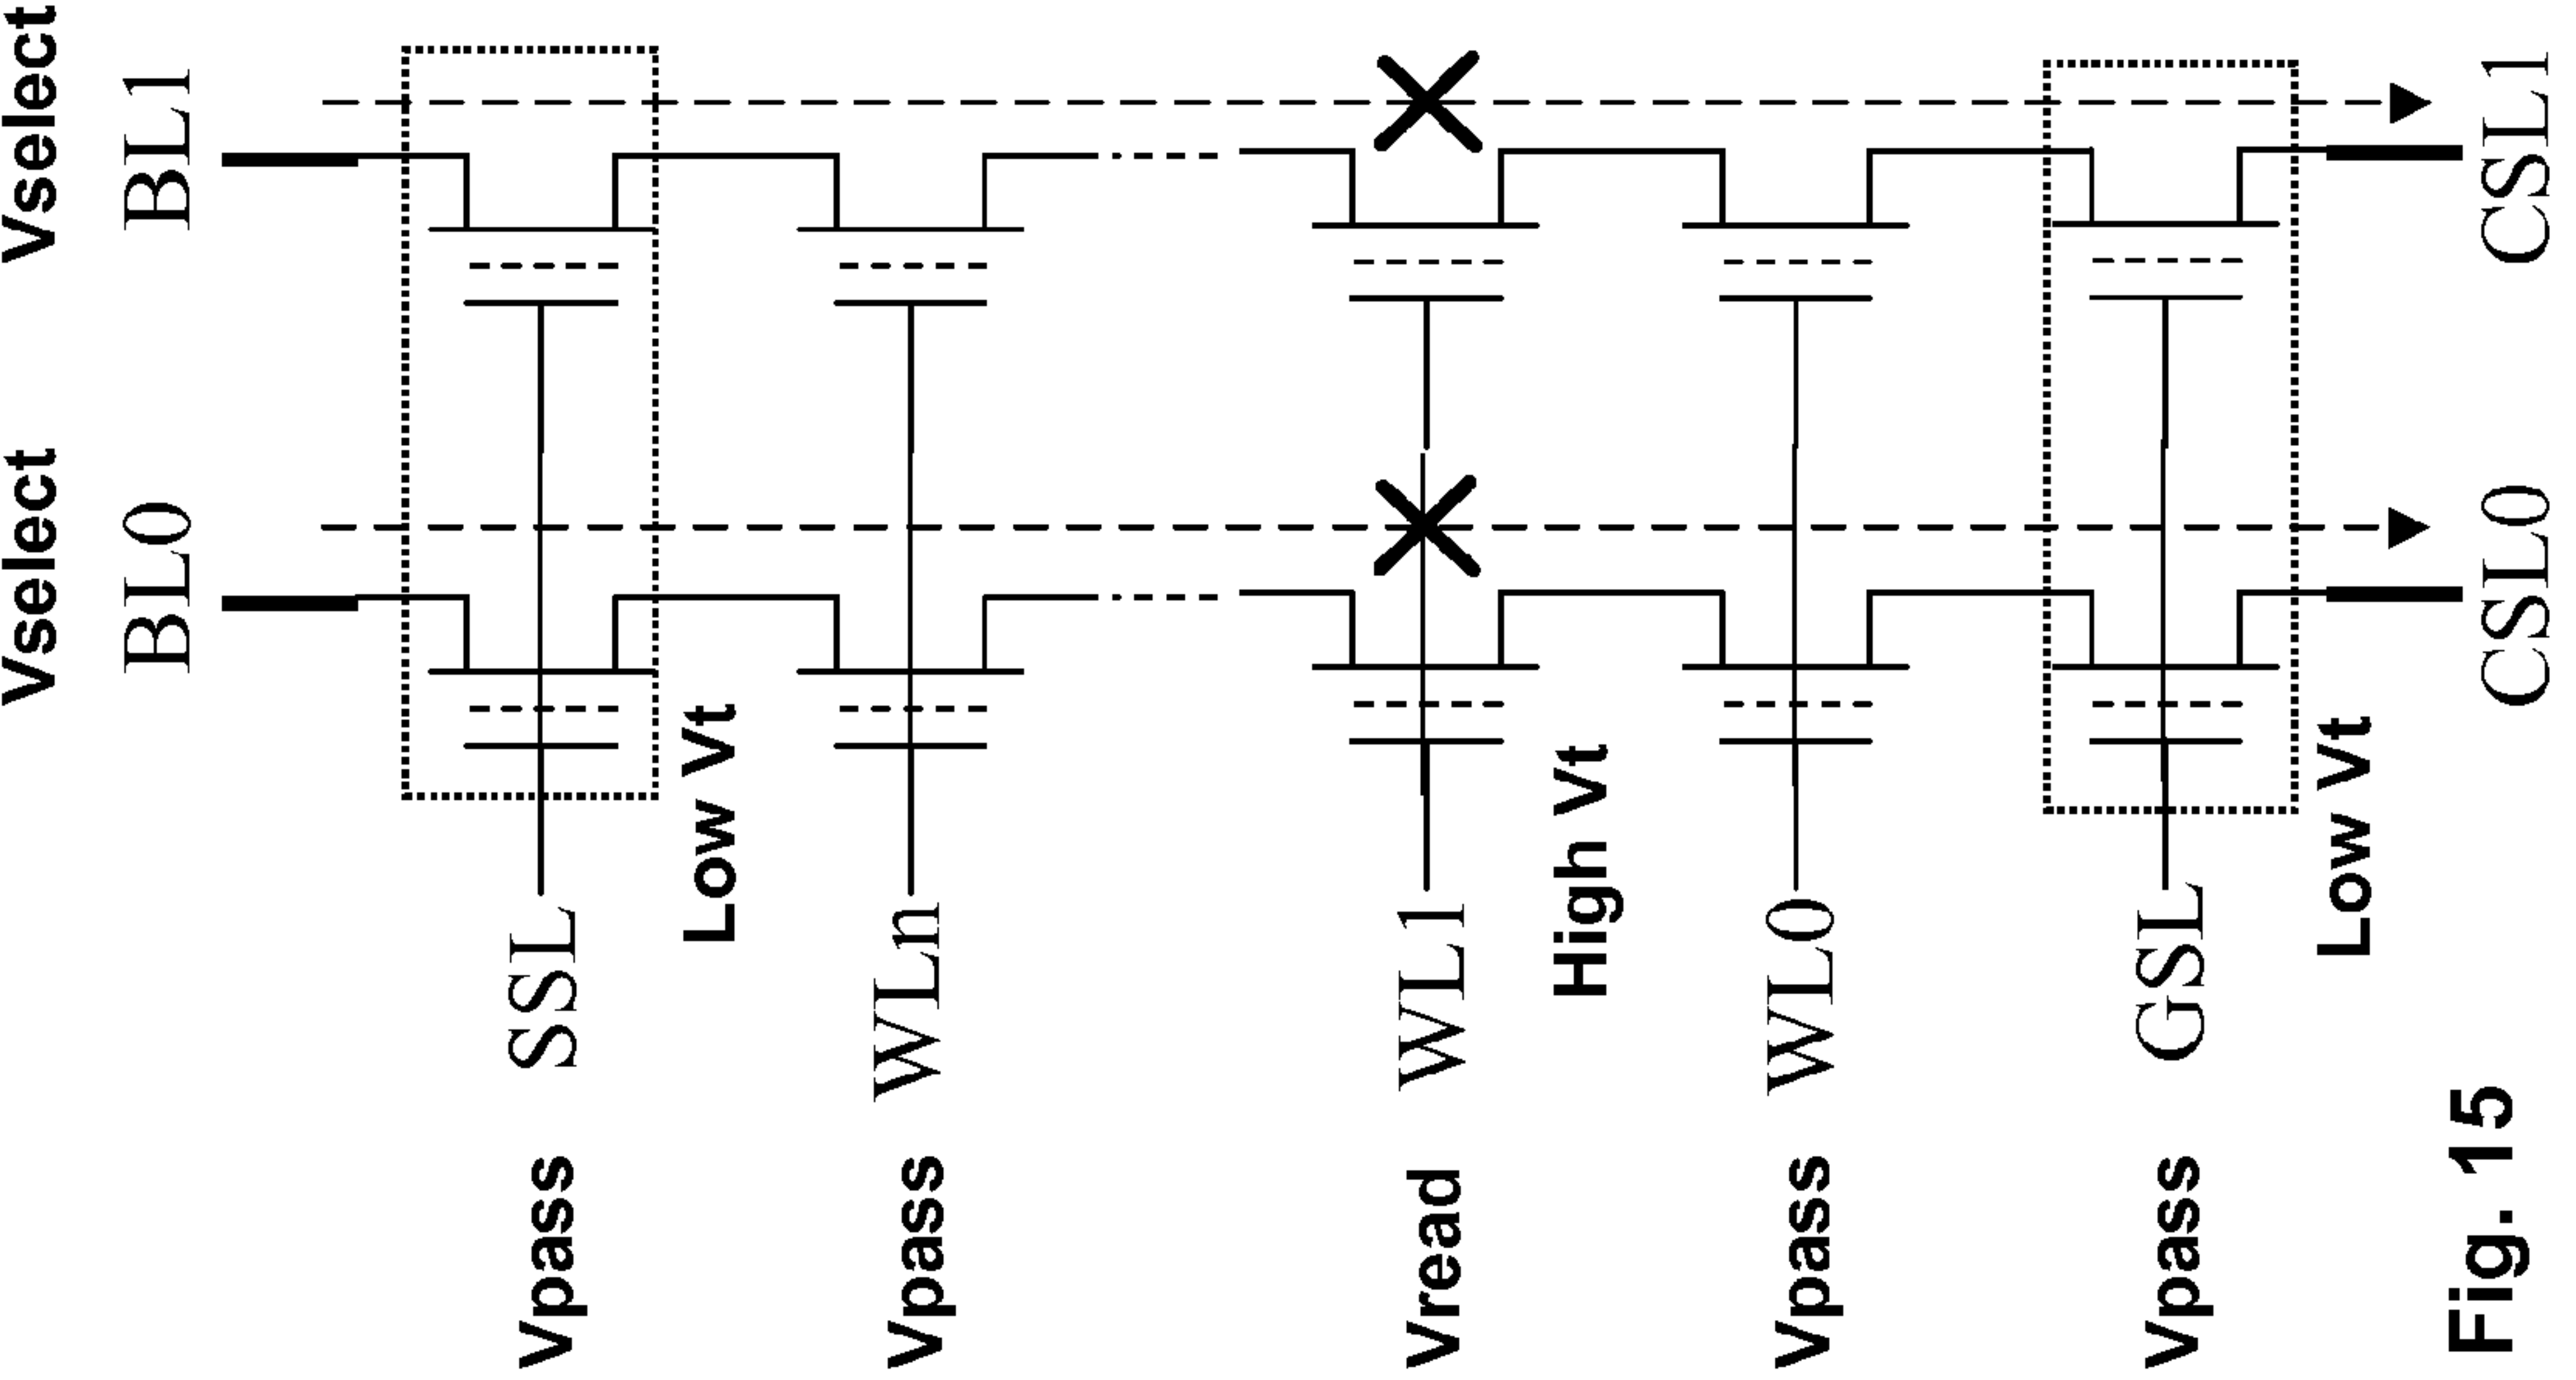 Vselect Vselect
BL0 BL1
Vpass SSL
Low Vt
Vpass WLn
Vread WL1
High Vt
Vpass WL0
Vpass GSL
Low Vt
CSL0 CSL1
Fig. 15